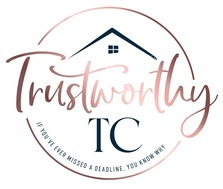 Trustworthy
TC
IF YOU'VE EVER MISSED A DEADLINE, YOU KNOW WHY